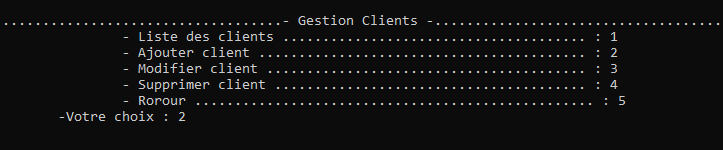 ...................................- Gestion Clients -....................................
- Liste des clients ...................................... : 1
- Ajouter client ......................................... : 2
- Modifier client ........................................ : 3
- Supprimer client ....................................... : 4
- Rorour .................................................. : 5
-Votre choix : 2